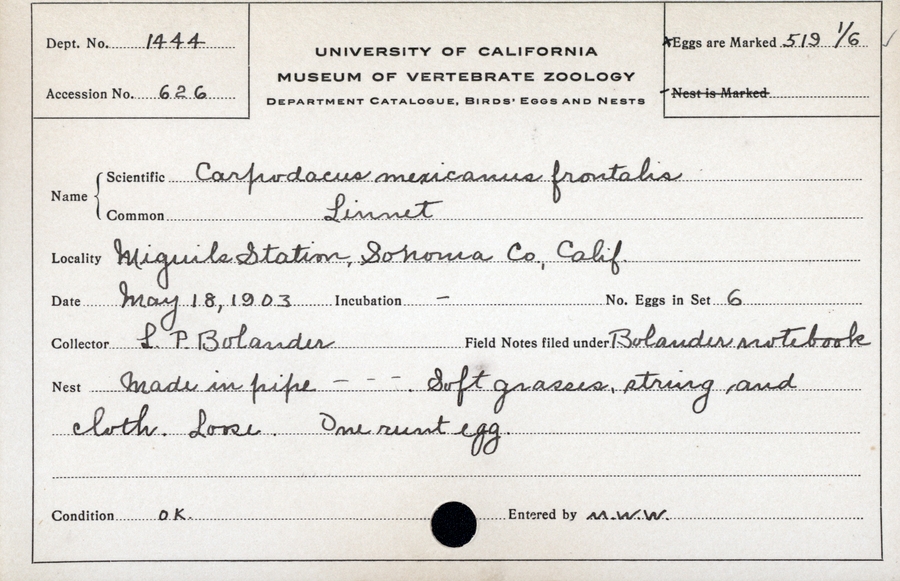 Dept. No. 1444
Accession No. 626
UNIVERSITY OF CALIFORNIA
MUSEUM OF VERTEBRATE ZOOLOGY
DEPARTMENT CATALOGUE, BIRDS' EGGS AND NESTS
Eggs are Marked 519 1/6
Nest is Marked
Name
Scientific Carpodacus mexicanus frontalis
Common Linnet
Locality Miguils Station, Sonoma Co., Calif.
Date May 18, 1903 Incubation – No. Eggs in Set 6
Collector L. P. Bolander Field Notes filed under Bolander notebook
Nest Made in pipe - - - . Soft grasses, string and
cloth. Loose. One runt egg.
Condition OK. Entered by M.W.W.